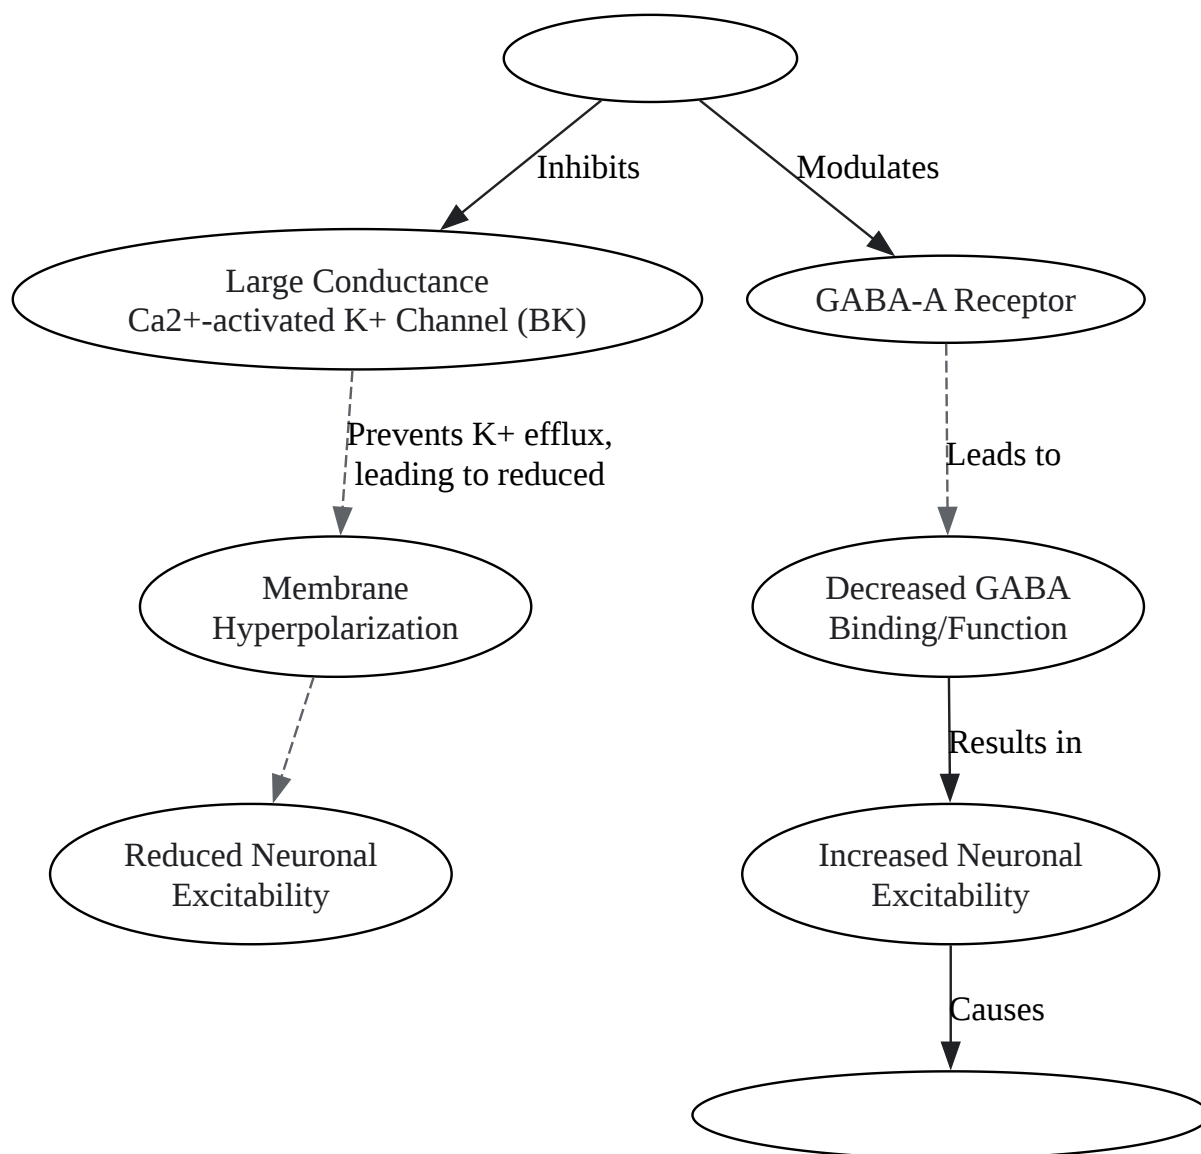 Inhibits
Modulates
Large Conductance
Ca2+-activated K+ Channel (BK)
GABA-A Receptor
Prevents K+ efflux,
leading to reduced
Leads to
Membrane
Hyperpolarization
Decreased GABA
Binding/Function
Results in
Reduced Neuronal
Excitability
Increased Neuronal
Excitability
Causes